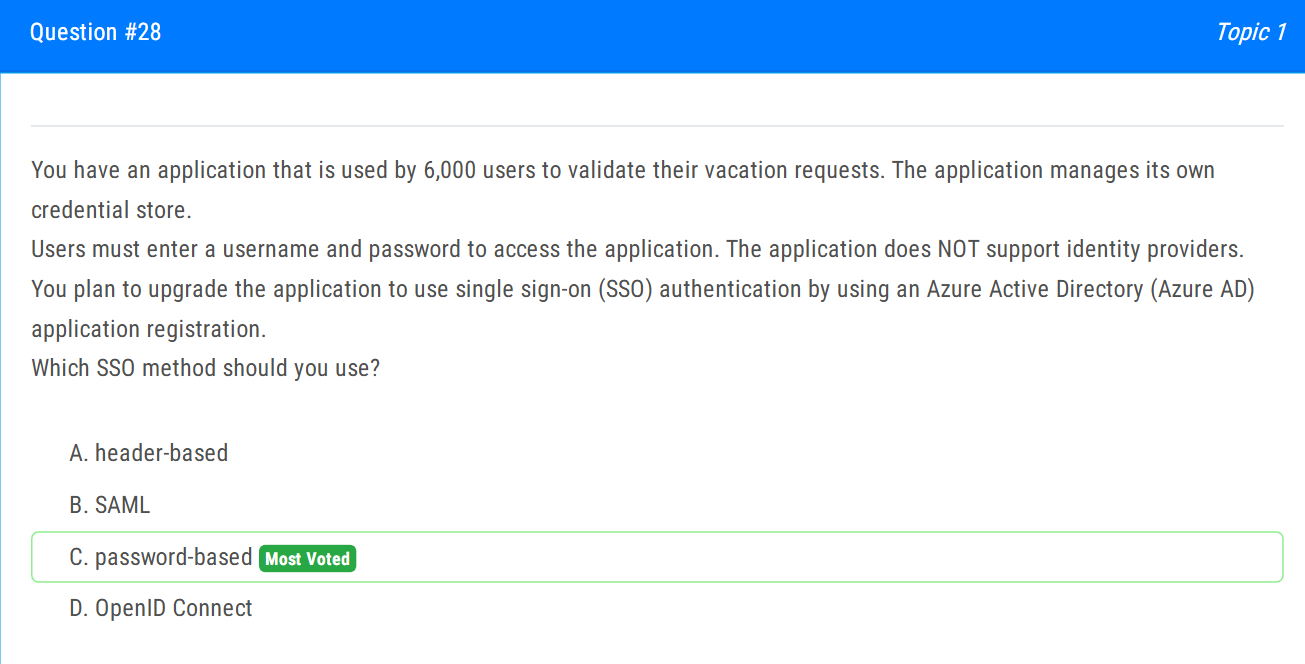 Question #28
Topic 1
You have an application that is used by 6,000 users to validate their vacation requests. The application manages its own
credential store.
Users must enter a username and password to access the application. The application does NOT support identity providers.
You plan to upgrade the application to use single sign-on (SSO) authentication by using an Azure Active Directory (Azure AD)
application registration.
Which SSO method should you use?
A. header-based
B. SAML
C. password-based Most Voted
D. OpenID Connect